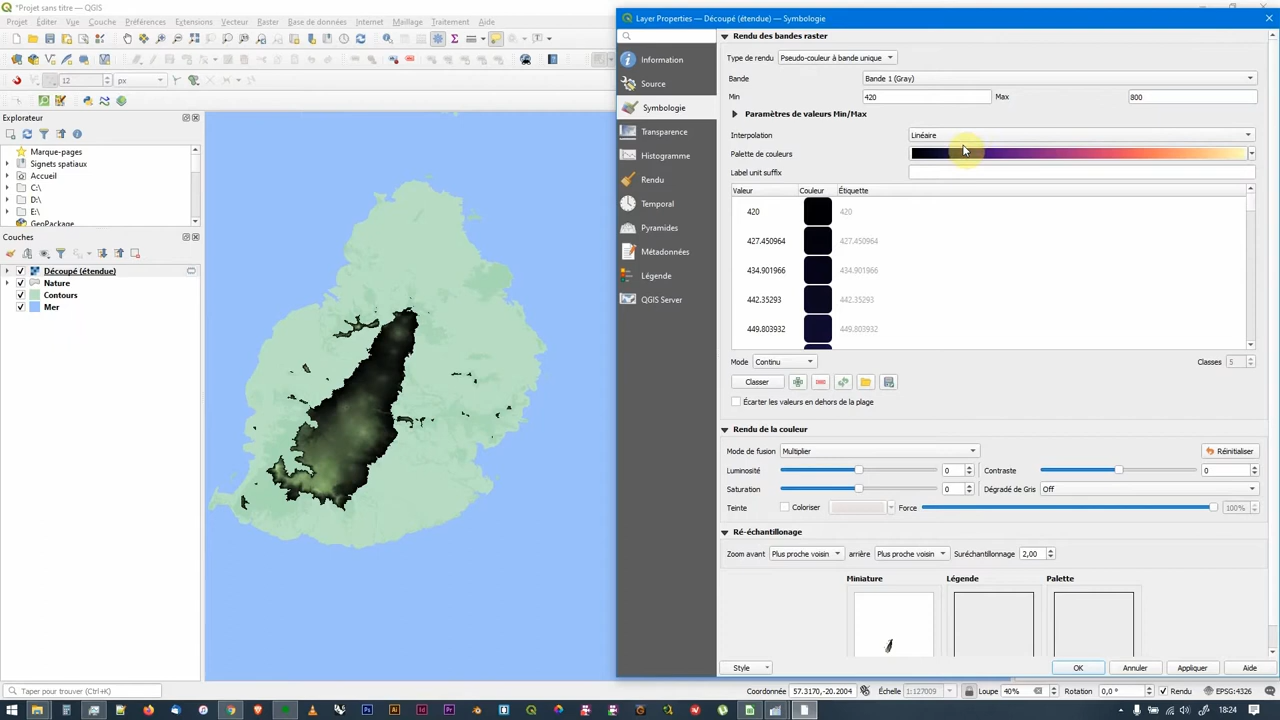 *Projet sans titre — QGIS
Projet Éditer Vue Couche Préférences Extensions Vecteur Raster Base de données Internet Maillage Traitement Aide
12 px
Explorateur
Marque-pages
Signets spatiaux
Accueil
C:\
D:\
E:\
GeoPackage
Couches
Découpé (étendue)
Nature
Contours
Mer
Layer Properties — Découpé (étendue) — Symbologie
Information
Source
Symbologie
Transparence
Histogramme
Rendu
Temporal
Pyramides
Métadonnées
Légende
QGIS Server
Rendu des bandes raster
Type de rendu Pseudo-couleur à bande unique
Bande Bande 1 (Gray)
Min 420 Max 800
Paramètres de valeurs Min/Max
Interpolation Linéaire
Palette de couleurs
Label unit suffix
Valeur Couleur Étiquette
420 420
427.450964 427.450964
434.901966 434.901966
442.35293 442.35293
449.803932 449.803932
Mode Continu Classes 5
Classer
Écarter les valeurs en dehors de la plage
Rendu de la couleur
Mode de fusion Multiplier Réinitialiser
Luminosité 0 Contraste 0
Saturation 0 Dégradé de Gris Off
Teinte Coloriser Force 100%
Ré-échantillonage
Zoom avant Plus proche voisin arrière Plus proche voisin Suréchantillonage 2,00
Miniature Légende Palette
Style OK Annuler Appliquer Aide
Taper pour trouver (Ctrl+K) Coordonnée 57.3170,-20.2004 Échelle 1:127009 Loupe 40% Rotation 0,0 ° Rendu EPSG:4326
18:24